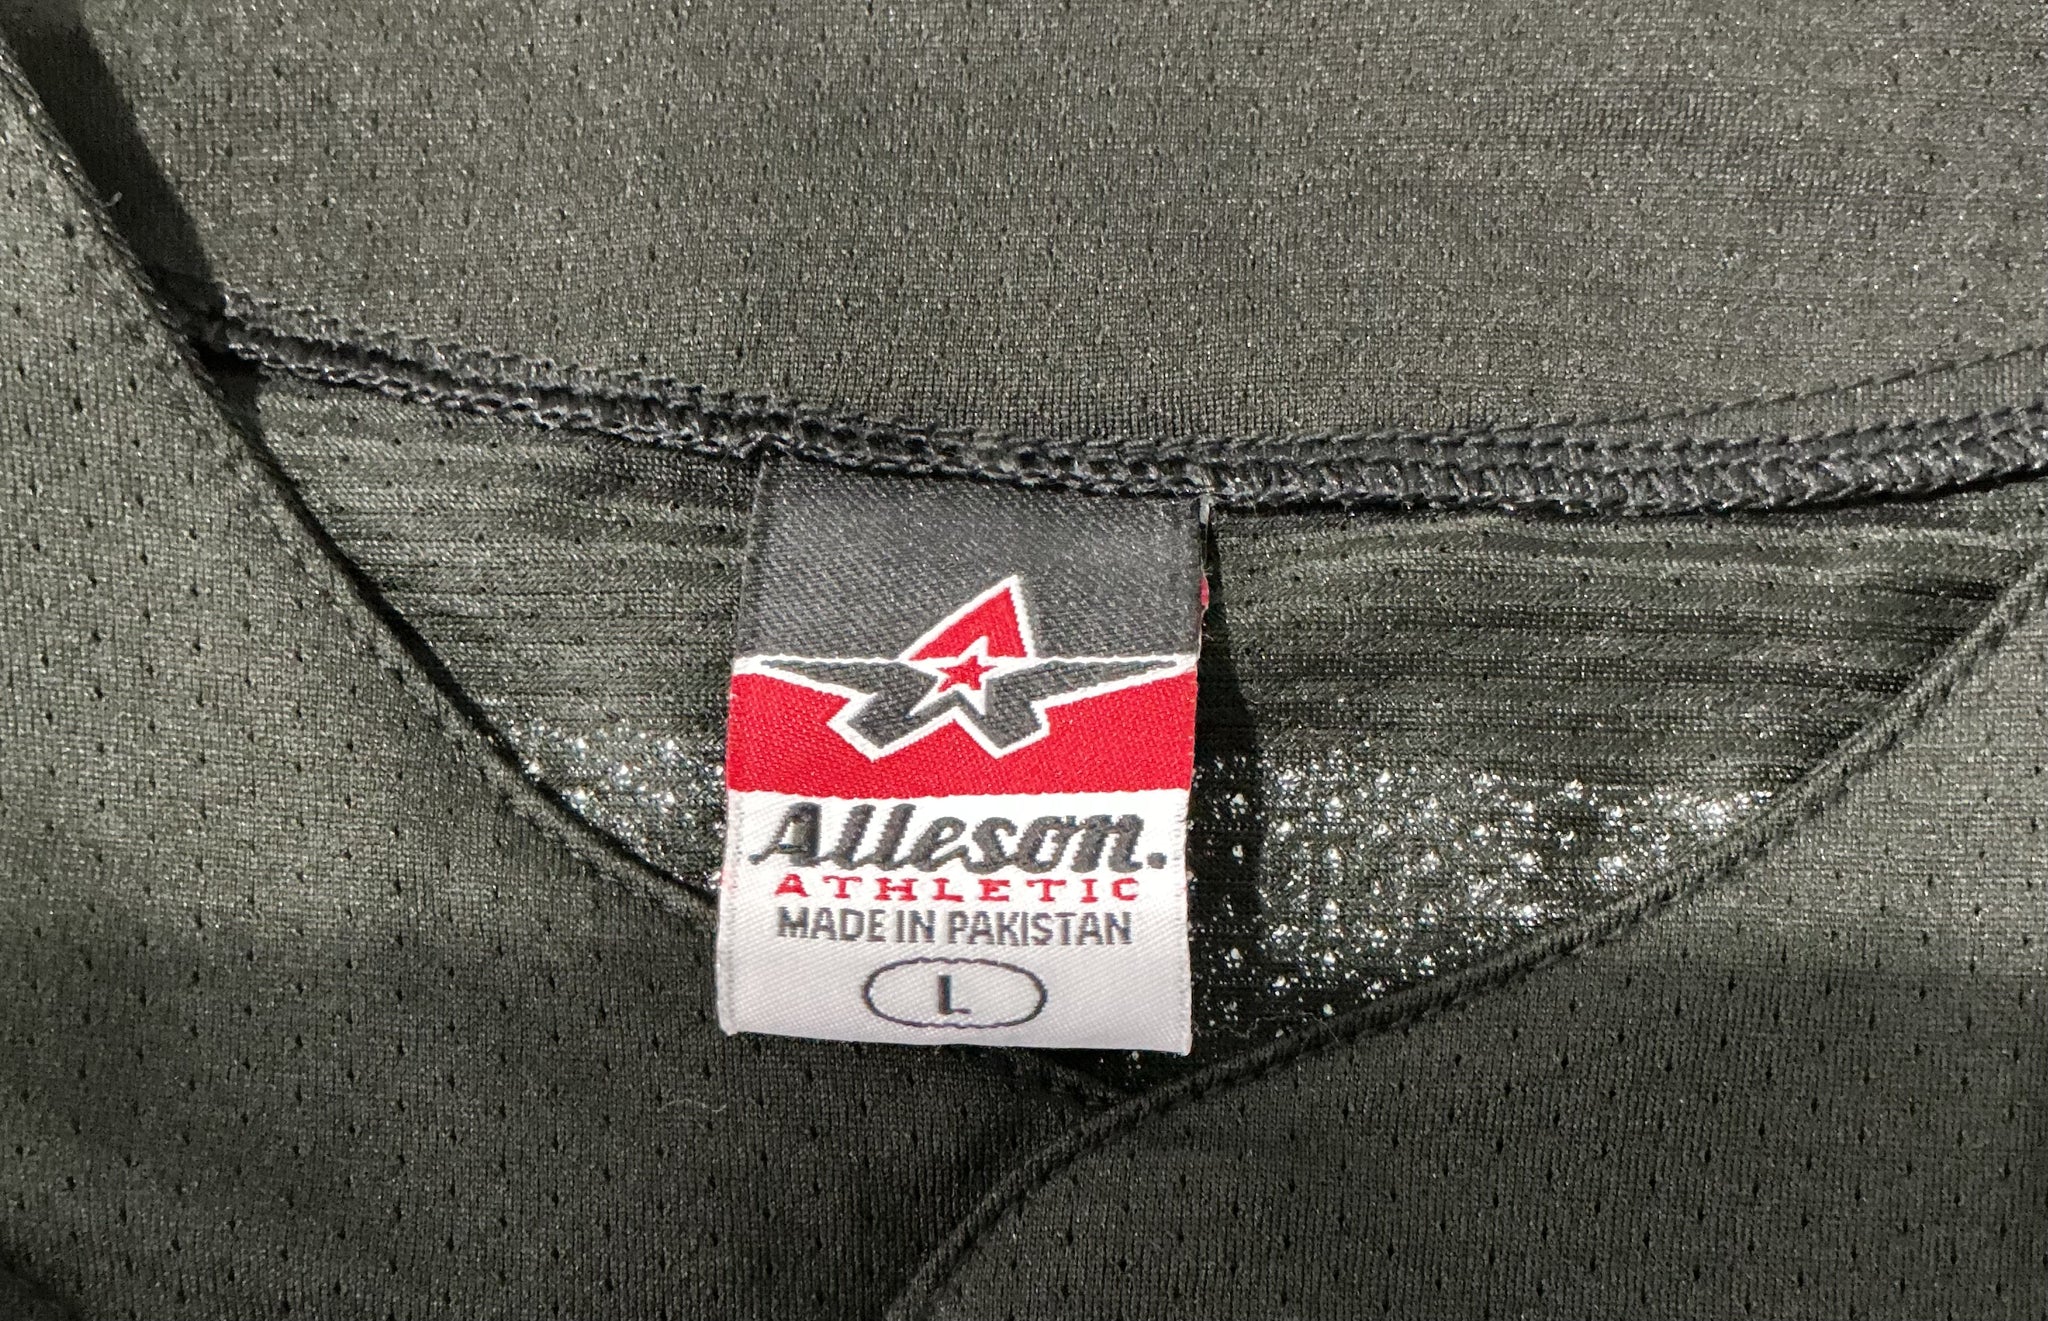 Alleson.
ATHLETIC
MADE IN PAKISTAN
L